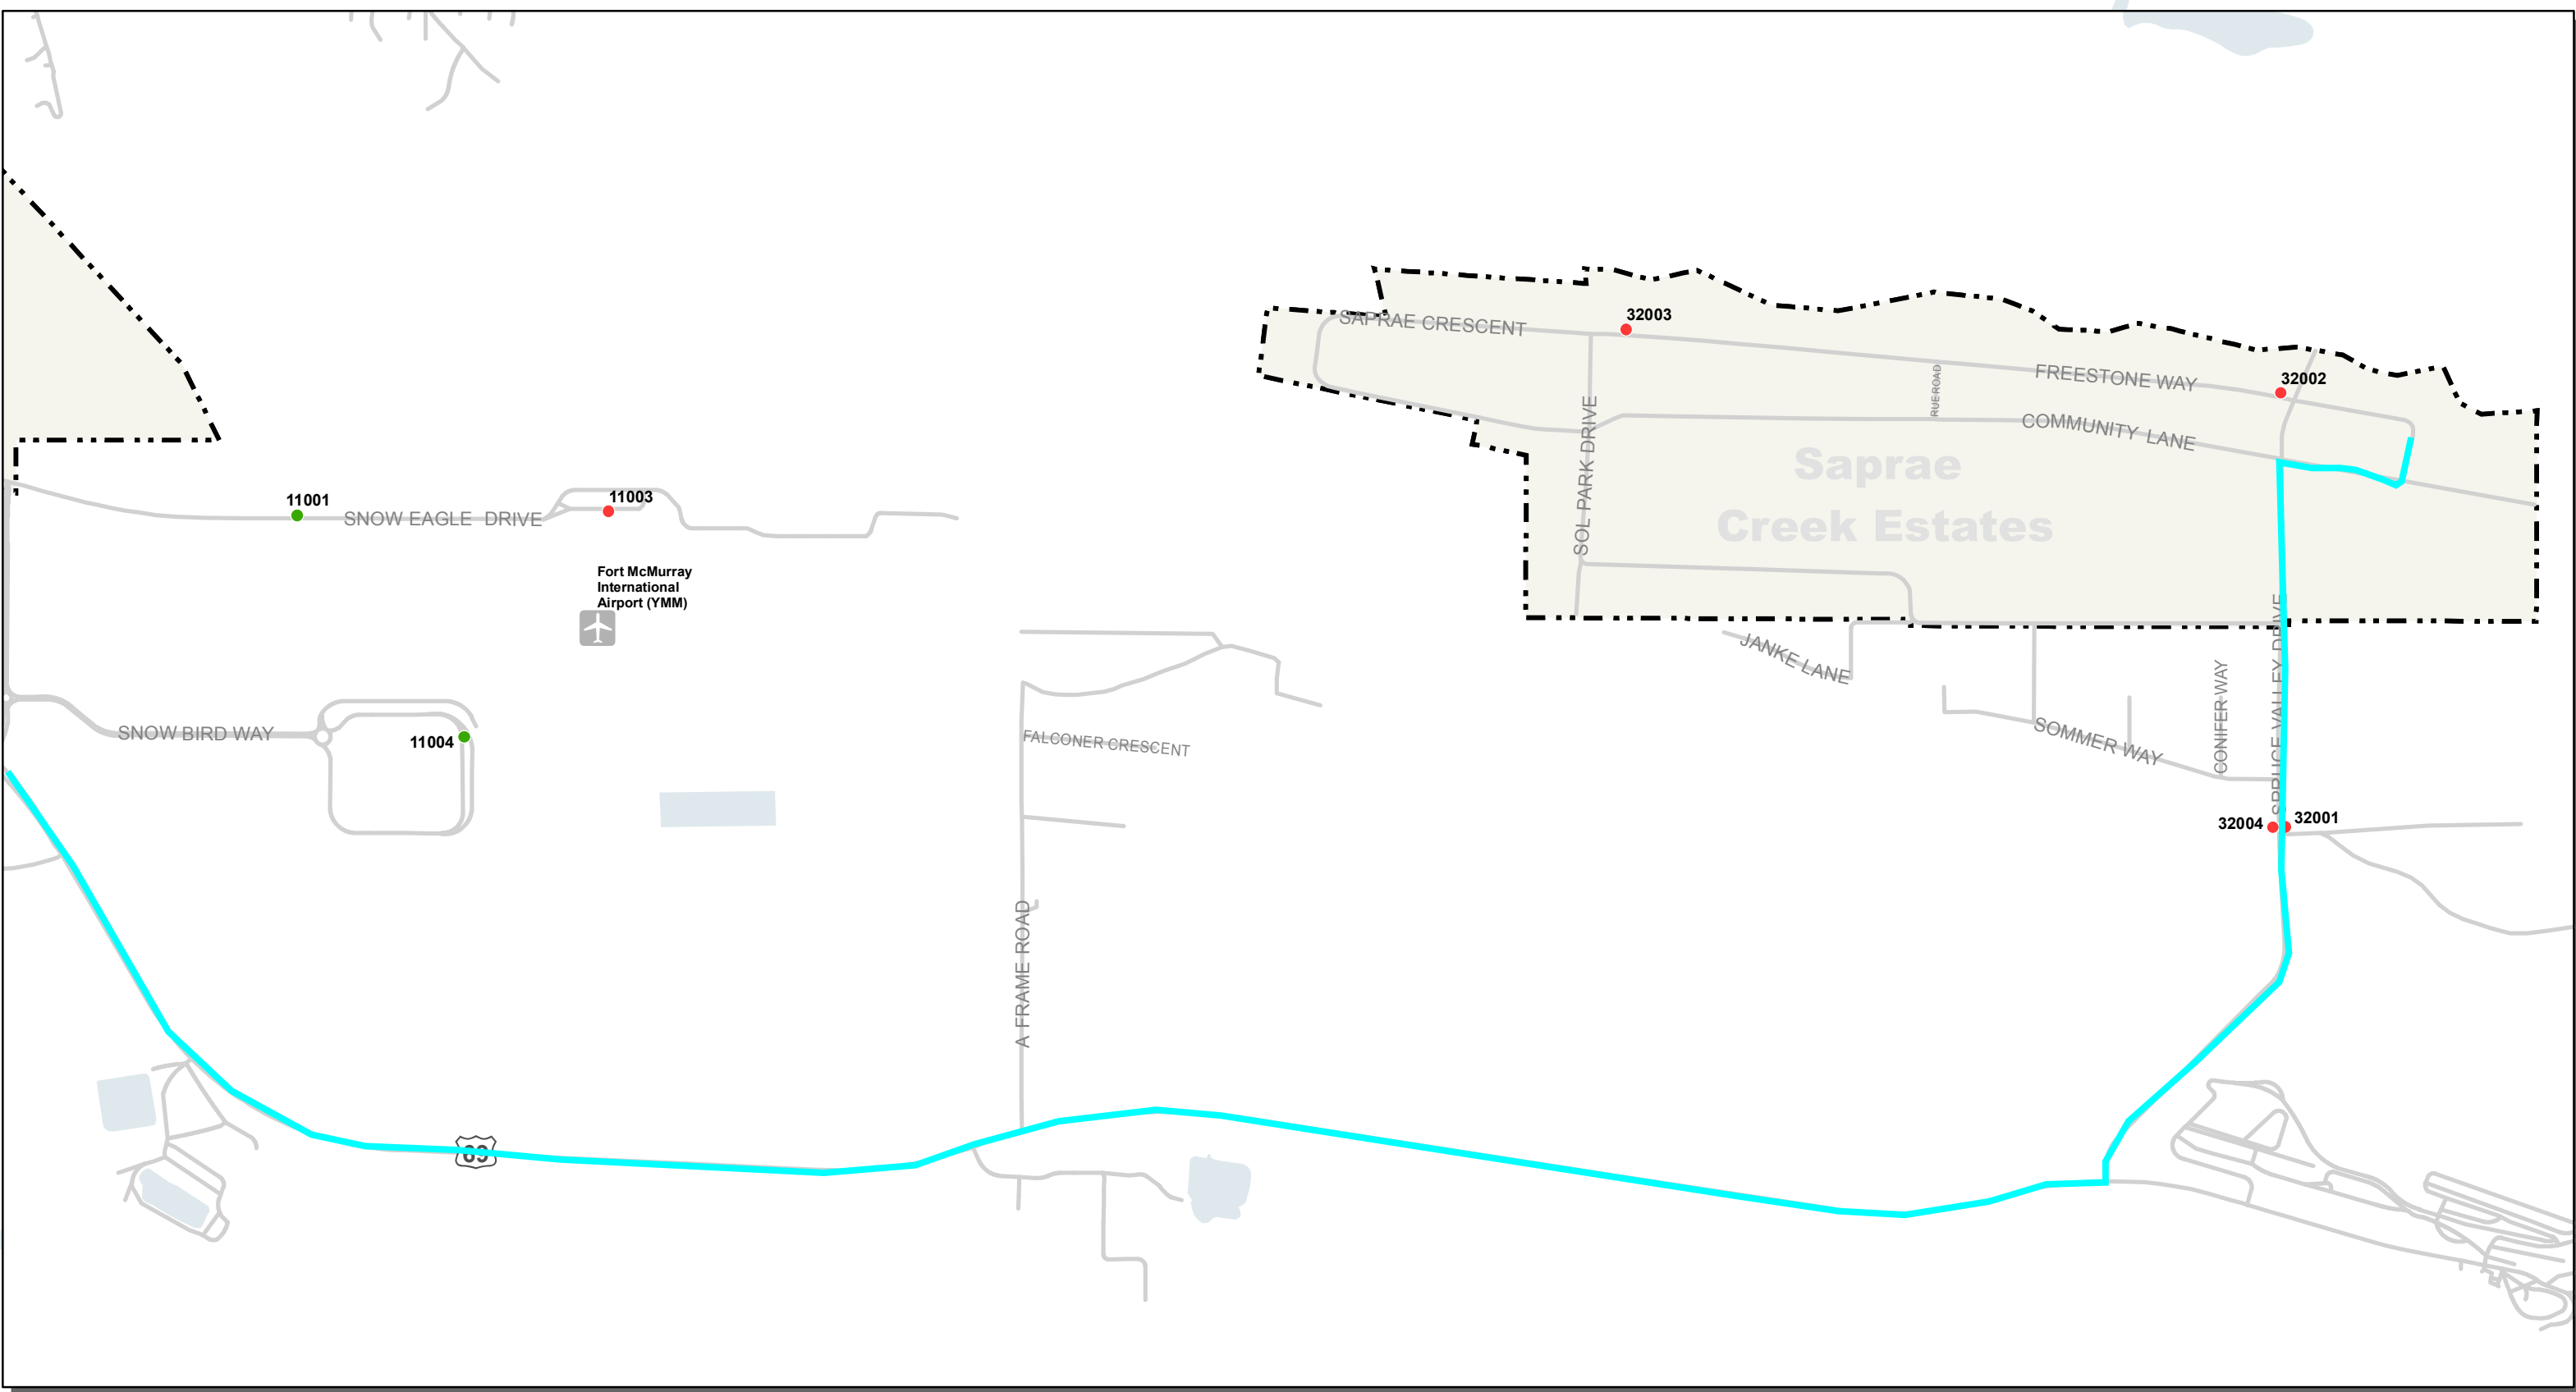 32003
SAPRAE CRESCENT
32002
FREESTONE WAY
RUE ROAD
COMMUNITY LANE
SOL PARK DRIVE
Saprae
Creek Estates
11001
11003
SNOW EAGLE DRIVE
Fort McMurray
International
Airport (YMM)
SPRUCE VALLEY DRIVE
JANKE LANE
CONIFER WAY
SNOW BIRD WAY
11004
FALCONER CRESCENT
SOMMER WAY
32004
32001
A FRAME ROAD
69